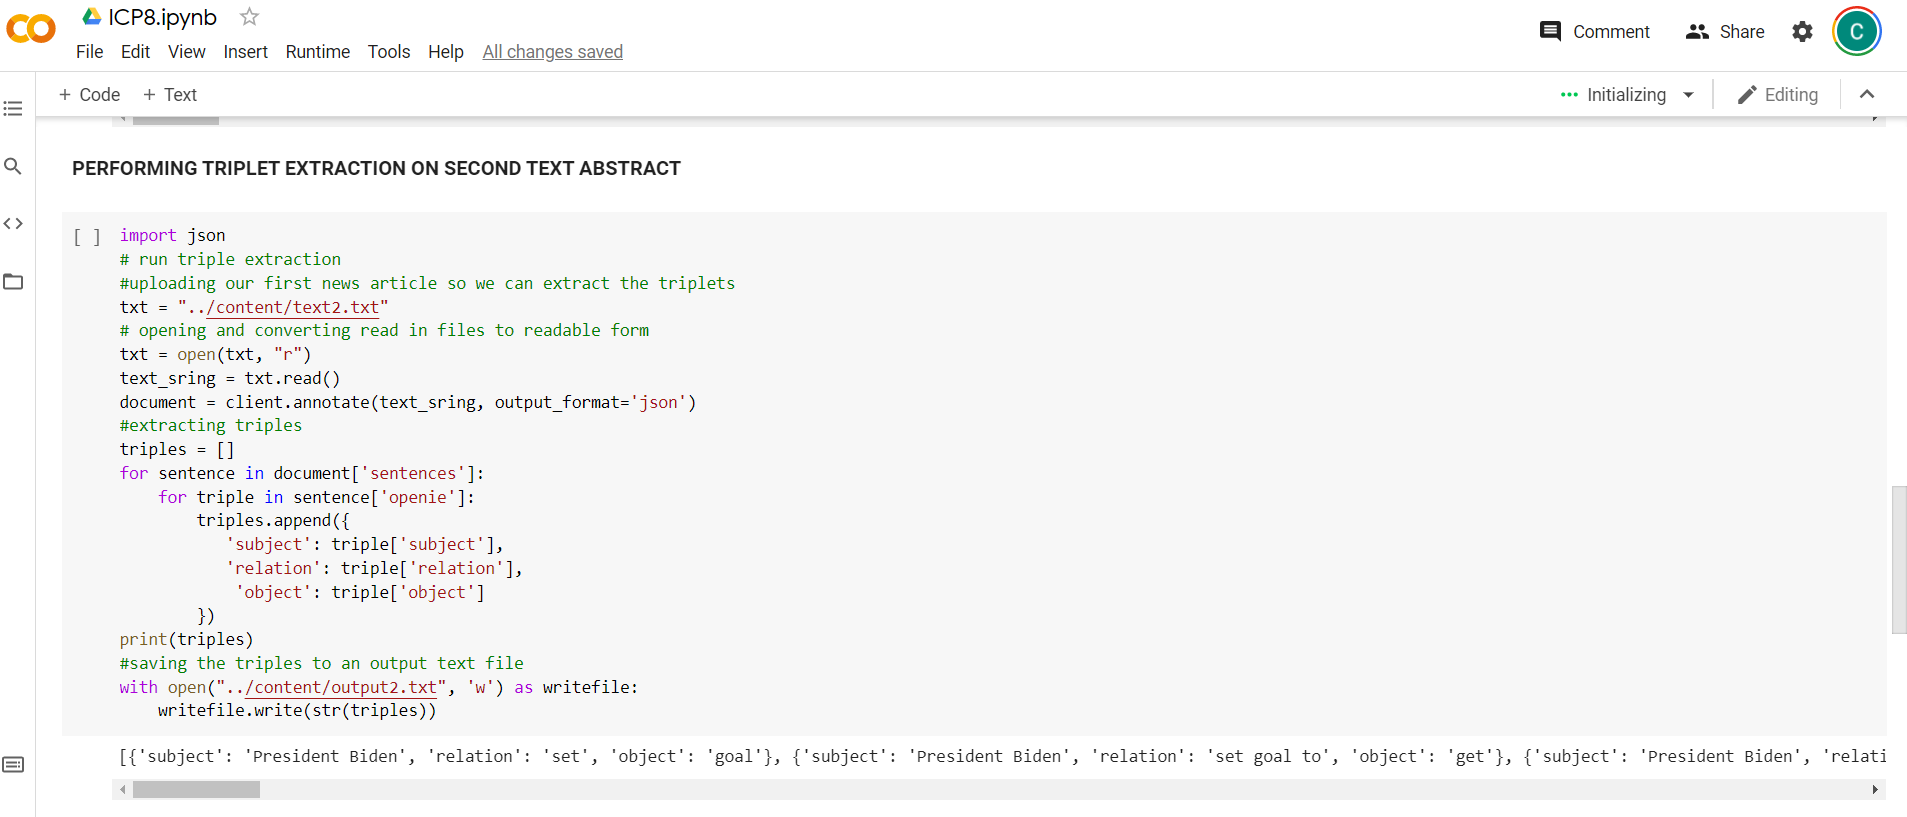 ICP8.ipynb
File Edit View Insert Runtime Tools Help All changes saved
Comment Share C
+ Code + Text
Initializing Editing
PERFORMING TRIPLET EXTRACTION ON SECOND TEXT ABSTRACT
[ ] import json
# run triple extraction
#uploading our first news article so we can extract the triplets
txt = "../content/text2.txt"
# opening and converting read in files to readable form
txt = open(txt, "r")
text_sring = txt.read()
document = client.annotate(text_sring, output_format='json')
#extracting triples
triples = []
for sentence in document['sentences']:
    for triple in sentence['openie']:
        triples.append({
           'subject': triple['subject'],
           'relation': triple['relation'],
            'object': triple['object']
        })
print(triples)
#saving the triples to an output text file
with open("../content/output2.txt", 'w') as writefile:
    writefile.write(str(triples))
[{'subject': 'President Biden', 'relation': 'set', 'object': 'goal'}, {'subject': 'President Biden', 'relation': 'set goal to', 'object': 'get'}, {'subject': 'President Biden', 'relati